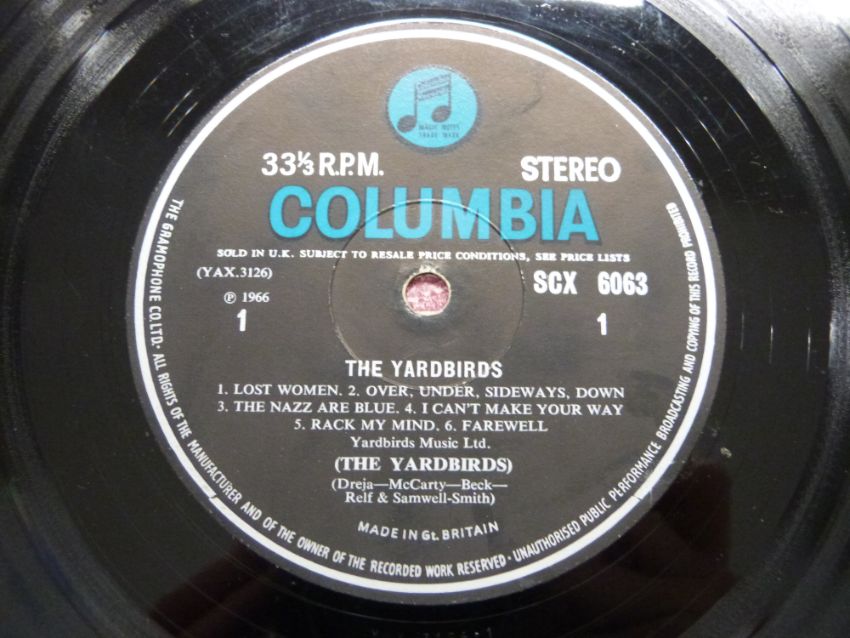 MAGIC NOTES
TRADE MARK
33⅓ R.P.M.
STEREO
COLUMBIA
SOLD IN U.K. SUBJECT TO RESALE PRICE CONDITIONS, SEE PRICE LISTS
(YAX.3126)
SCX 6063
℗ 1966
1
1
THE YARDBIRDS
1. LOST WOMEN. 2. OVER, UNDER, SIDEWAYS, DOWN
3. THE NAZZ ARE BLUE. 4. I CAN'T MAKE YOUR WAY
5. RACK MY MIND. 6. FAREWELL
Yardbirds Music Ltd.
(THE YARDBIRDS)
(Dreja—McCarty—Beck—
Relf & Samwell-Smith)
MADE IN Gt. BRITAIN
THE GRAMOPHONE CO. LTD. · ALL RIGHTS OF THE MANUFACTURER AND OF THE OWNER OF THE RECORDED WORK RESERVED · UNAUTHORISED PUBLIC PERFORMANCE BROADCASTING AND COPYING OF THIS RECORD PROHIBITED